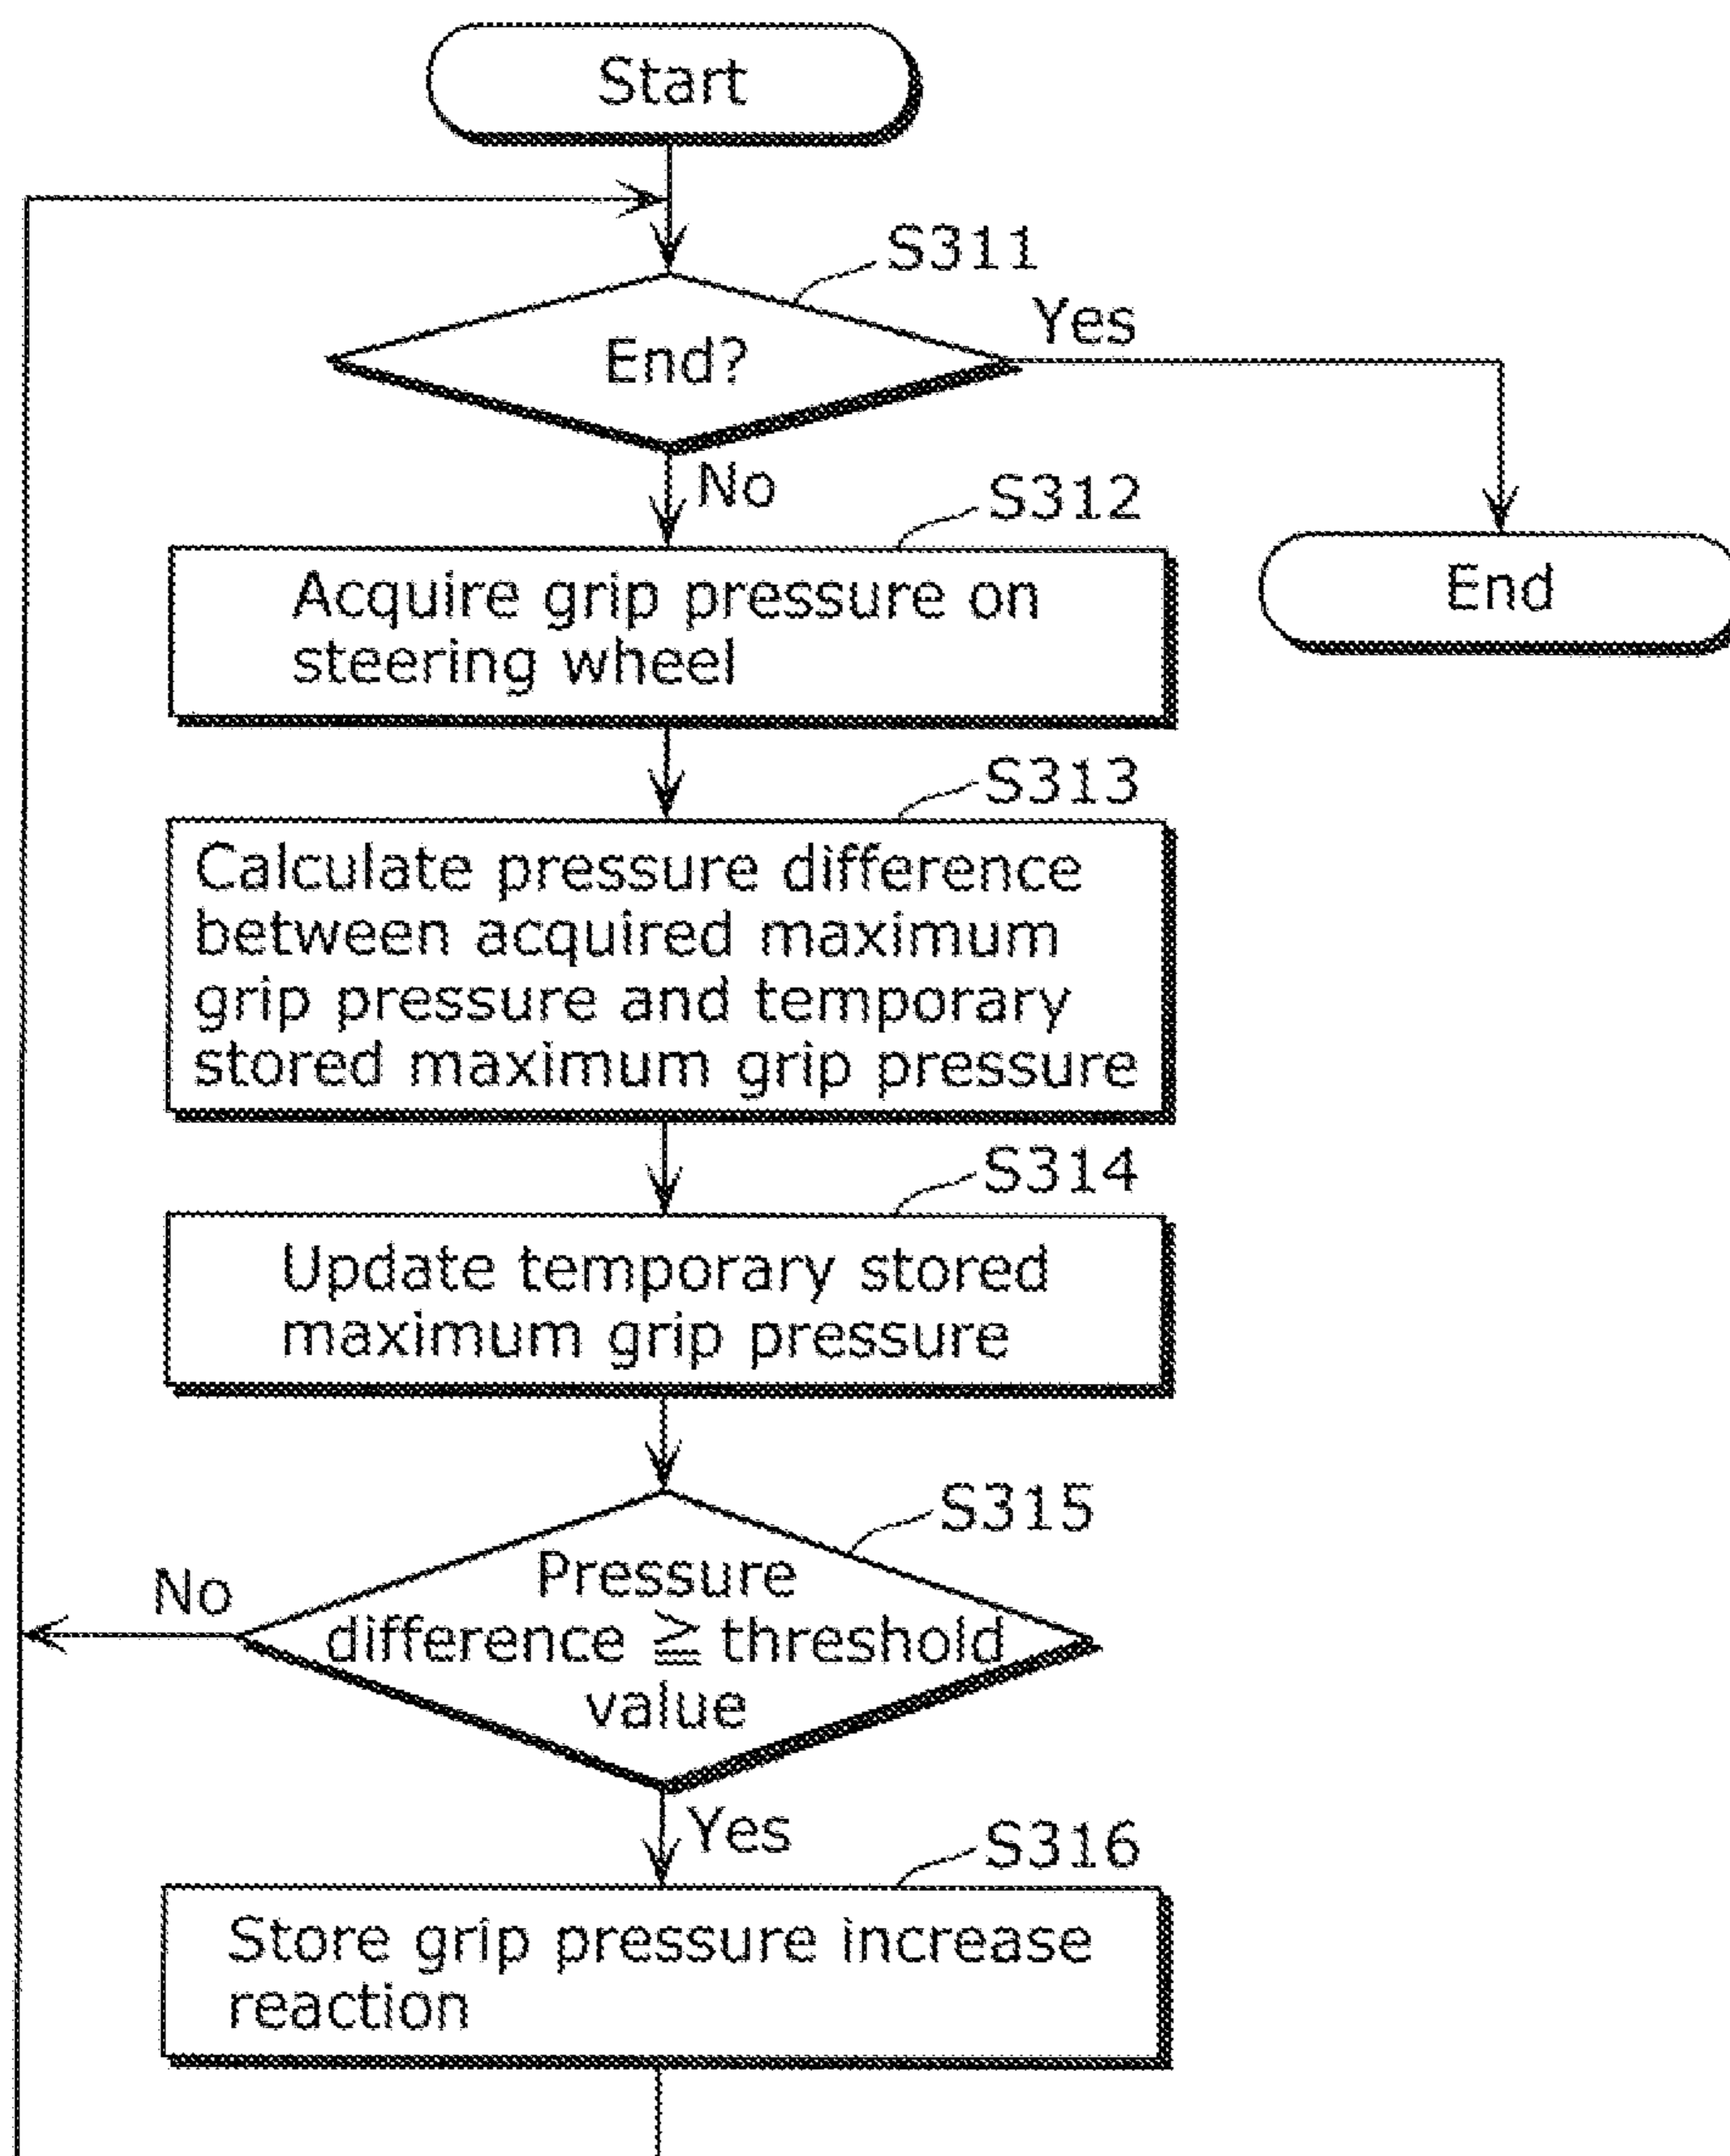 Start
S311
End?
Yes
No
S312
Acquire grip pressure on
steering wheel
End
S313
Calculate pressure difference
between acquired maximum
grip pressure and temporary
stored maximum grip pressure
S314
Update temporary stored
maximum grip pressure
S315
Pressure
difference ≧ threshold
value
No
Yes
S316
Store grip pressure increase
reaction